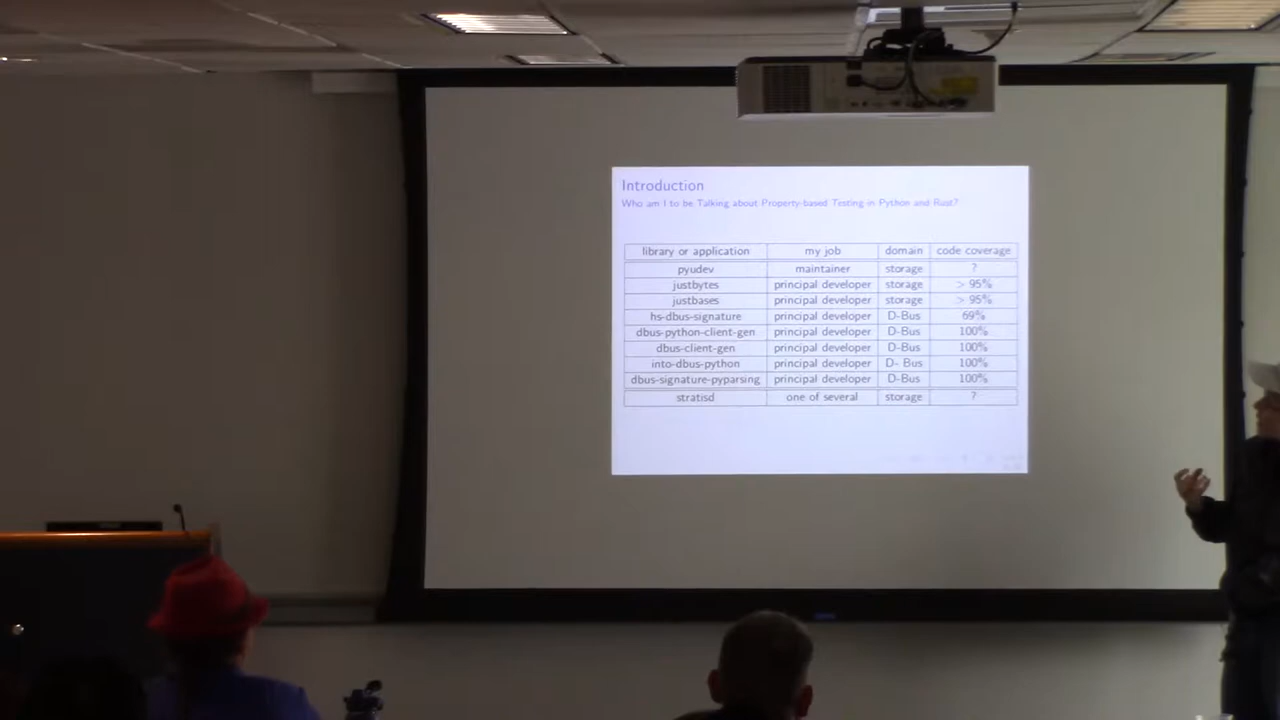 Introduction
Who am I to be Talking about Property-based Testing in Python and Rust?
library or application my job domain code coverage
pyudev maintainer storage ?
justbytes principal developer storage > 95%
justbases principal developer storage > 95%
hs-dbus-signature principal developer D-Bus 69%
dbus-python-client-gen principal developer D-Bus 100%
dbus-client-gen principal developer D-Bus 100%
into-dbus-python principal developer D- Bus 100%
dbus-signature-pyparsing principal developer D-Bus 100%
stratisd one of several storage ?